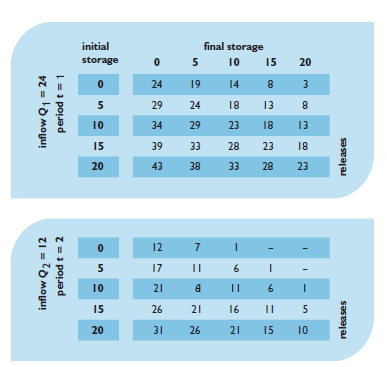 initial
storage
final storage
0 5 10 15 20
inflow Q1 = 24
period t = 1
0 24 19 14 8 3
5 29 24 18 13 8
10 34 29 23 18 13
15 39 33 28 23 18
20 43 38 33 28 23
releases
inflow Q2 = 12
period t = 2
0 12 7 1 - -
5 17 11 6 1 -
10 21 11 6 1
15 26 21 16 11 5
20 31 26 21 15 10
releases